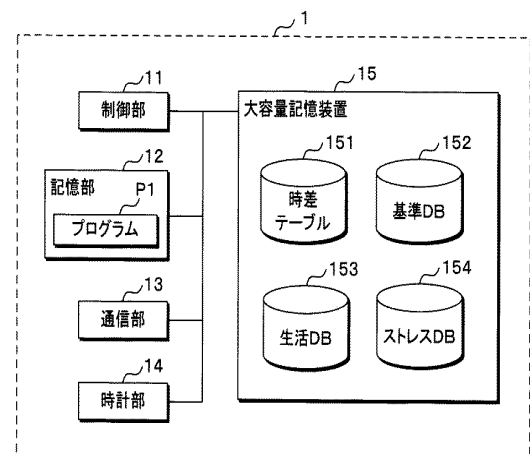 1
11
制御部
12
記憶部
P1
プログラム
13
通信部
14
時計部
15
大容量記憶装置
151
時差
テーブル
152
基準DB
153
生活DB
154
ストレスDB